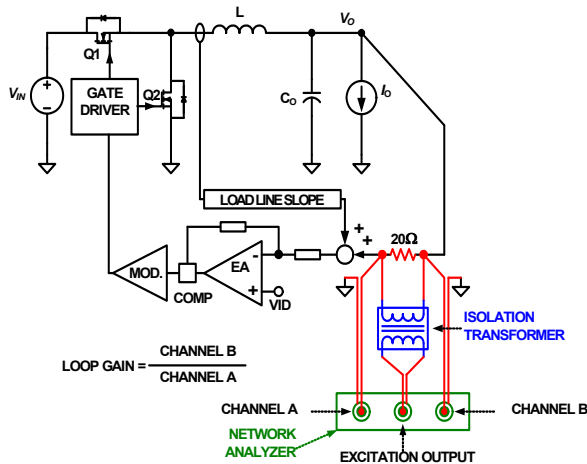 L
VO
Q1
VIN
+
−
GATE
DRIVER
Q2
CO
IO
LOAD LINE SLOPE
+
+
20Ω
MOD.
COMP
EA
-
+
VID
ISOLATION
TRANSFORMER
LOOP GAIN = CHANNEL B
CHANNEL A
CHANNEL A
CHANNEL B
NETWORK
ANALYZER
EXCITATION OUTPUT